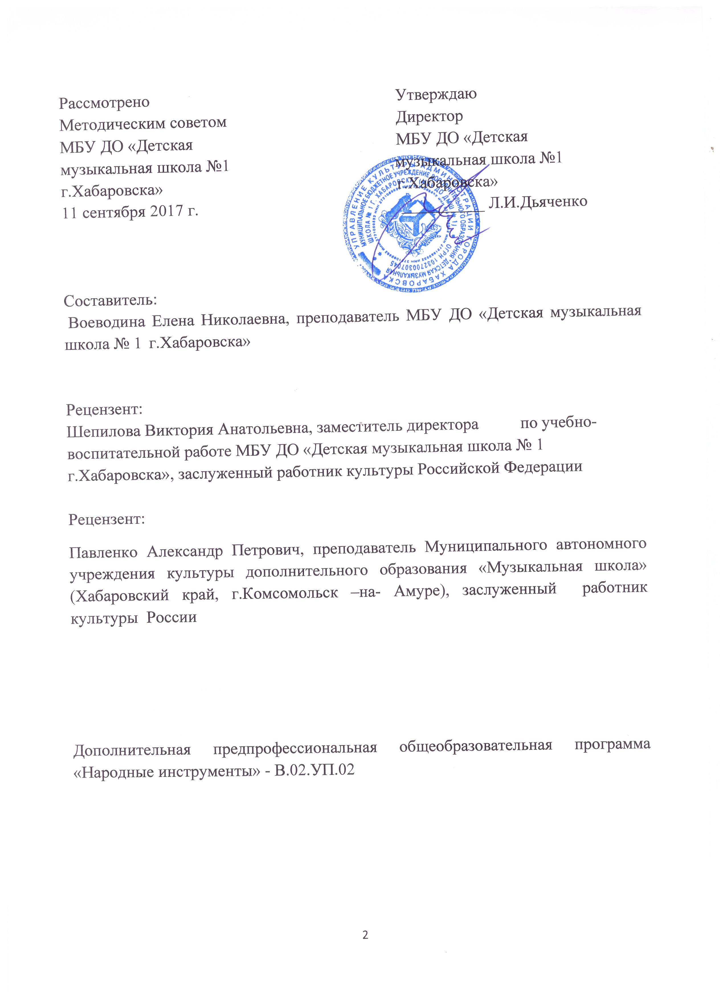 Рассмотрено
Методическим советом
МБУ ДО «Детская
музыкальная школа №1
г.Хабаровска»
11 сентября 2017 г.
Утверждаю
Директор
МБУ ДО «Детская
музыкальная школа №1
г.Хабаровска»
__________ Л.И.Дьяченко
УПРАВЛЕНИЕ КУЛЬТУРЫ АДМИНИСТРАЦИИ ГОРОДА ХАБАРОВСКА
МУНИЦИПАЛЬНОЕ БЮДЖЕТНОЕ УЧРЕЖДЕНИЕ ДОПОЛНИТЕЛЬНОГО ОБРАЗОВАНИЯ "ДЕТСКАЯ МУЗЫКАЛЬНАЯ
ШКОЛА № 1 Г. ХАБАРОВСКА" ДО ДМШ № 1) * ОГРН 1032700307045
Составитель:
Воеводина Елена Николаевна, преподаватель МБУ ДО «Детская музыкальная
школа № 1 г.Хабаровска»
Рецензент:
Шепилова Виктория Анатольевна, заместитель директора по учебно-
воспитательной работе МБУ ДО «Детская музыкальная школа № 1
г.Хабаровска», заслуженный работник культуры Российской Федерации
Рецензент:
Павленко Александр Петрович, преподаватель Муниципального автономного
учреждения культуры дополнительного образования «Музыкальная школа»
(Хабаровский край, г.Комсомольск –на- Амуре), заслуженный работник
культуры России
Дополнительная предпрофессиональная общеобразовательная программа
«Народные инструменты» - В.02.УП.02
2